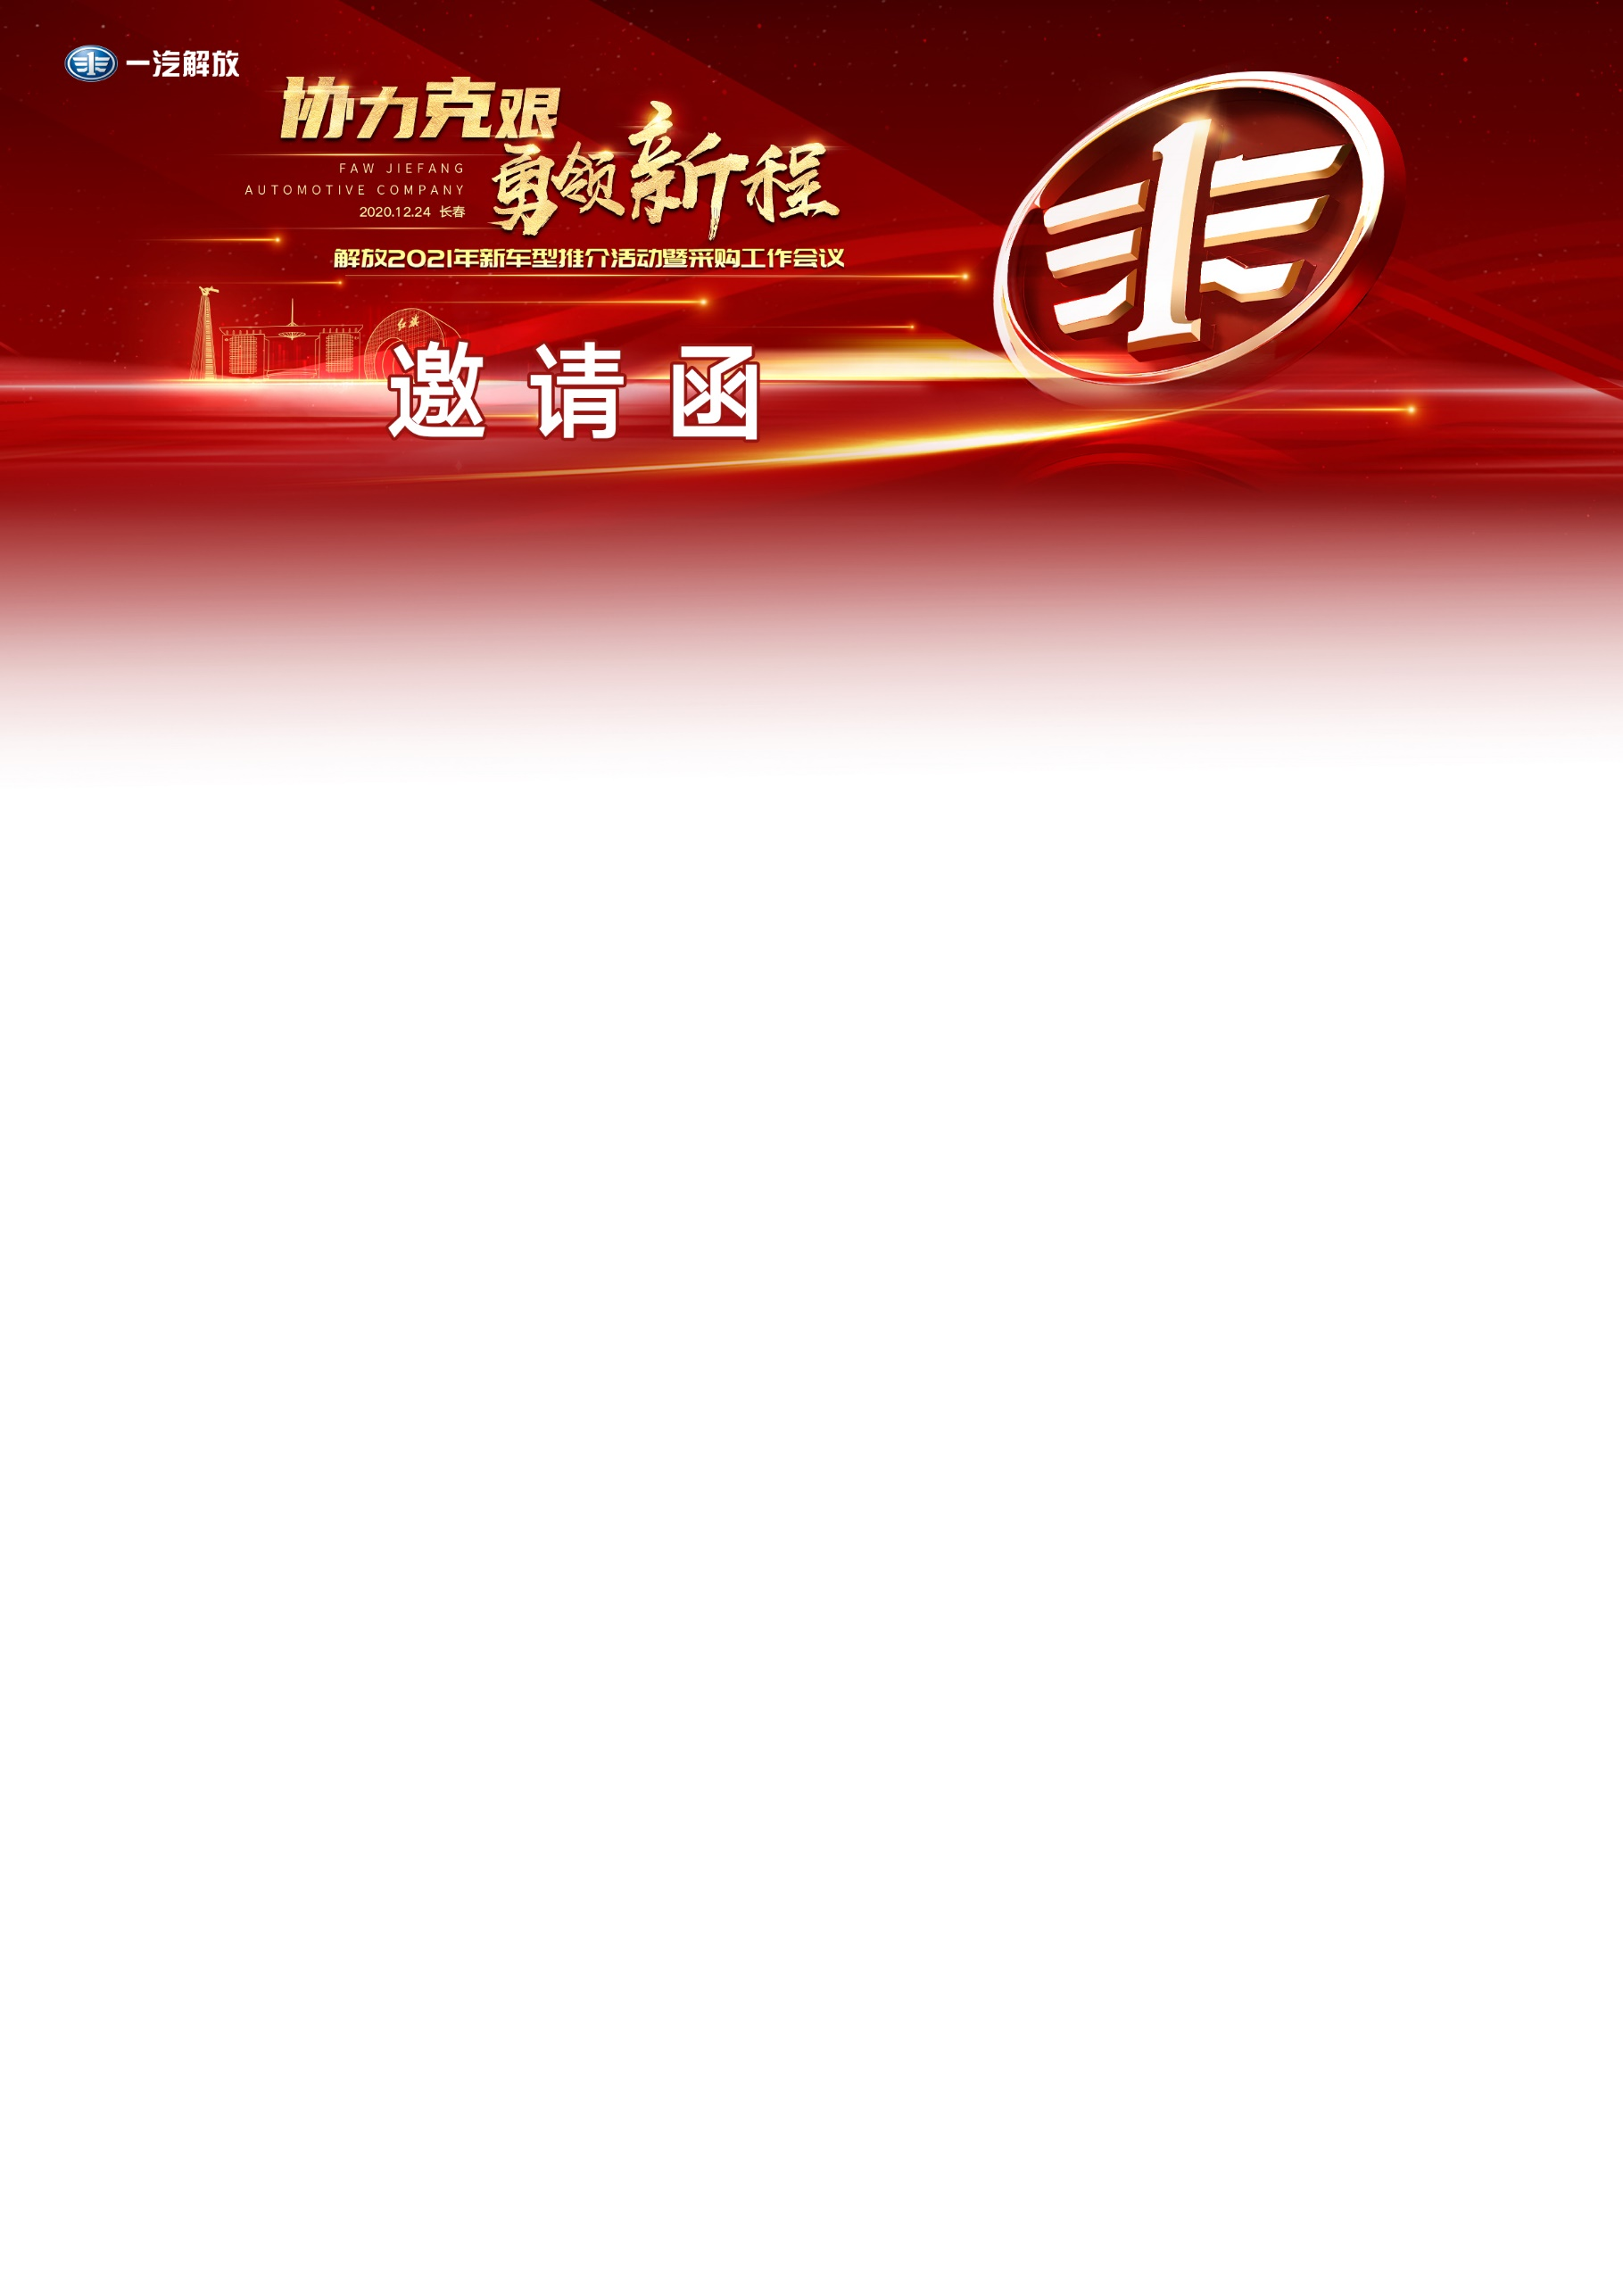 一汽解放
协力克艰
勇领新程
FAW JIEFANG
AUTOMOTIVE COMPANY
2020.12.24 长春
解放2021年新车型推介活动暨采购工作会议
红旗
邀请函